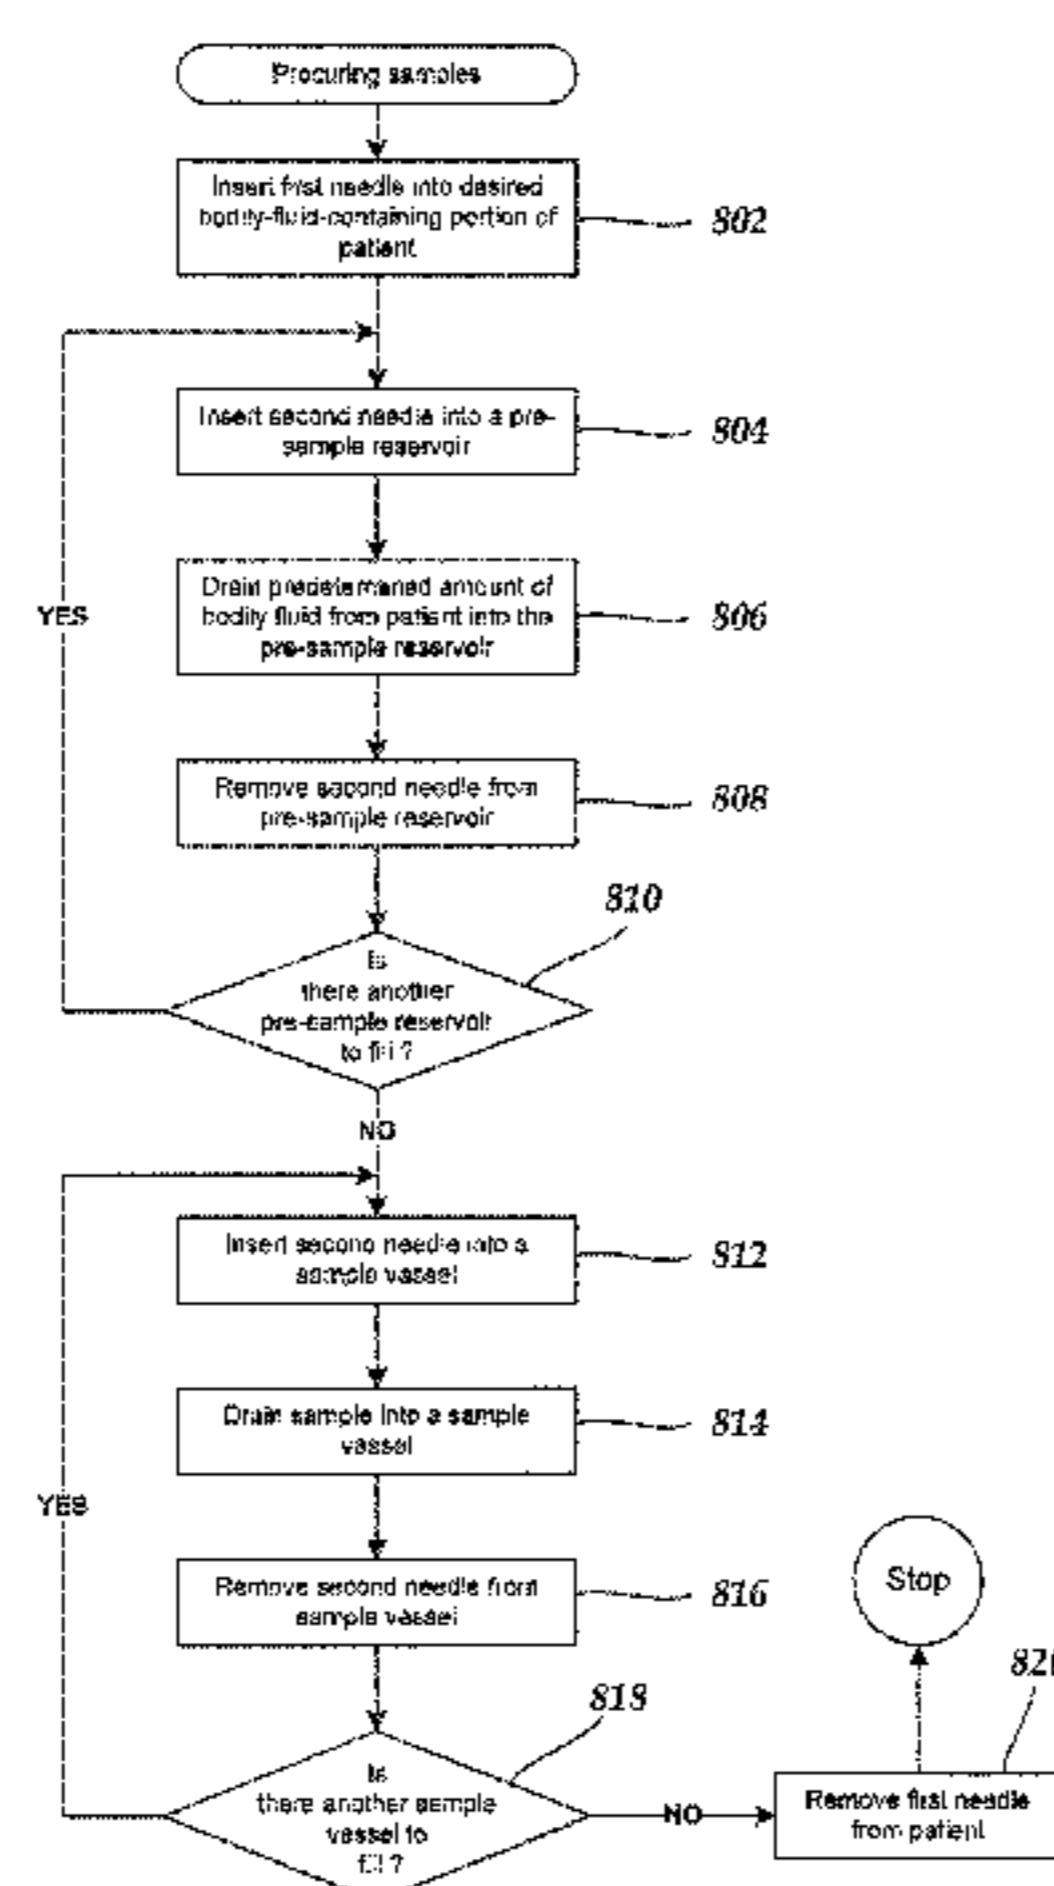 Procuring samples
Insert first needle into desired
bodily-fluid-containing portion of
patient
802
Insert second needle into a pre-
sample reservoir
804
Drain predetermined amount of
bodily fluid from patient into the
pre-sample reservoir
806
YES
Remove second needle from
pre-sample reservoir
808
810
Is
there another
pre-sample reservoir
to fill?
NO
Insert second needle into a
sample vessel
812
Drain sample into a sample
vessel
814
YES
Remove second needle from
sample vessel
816
Stop
818
Is
there another sample
vessel to
fill?
NO
Remove first needle
from patient